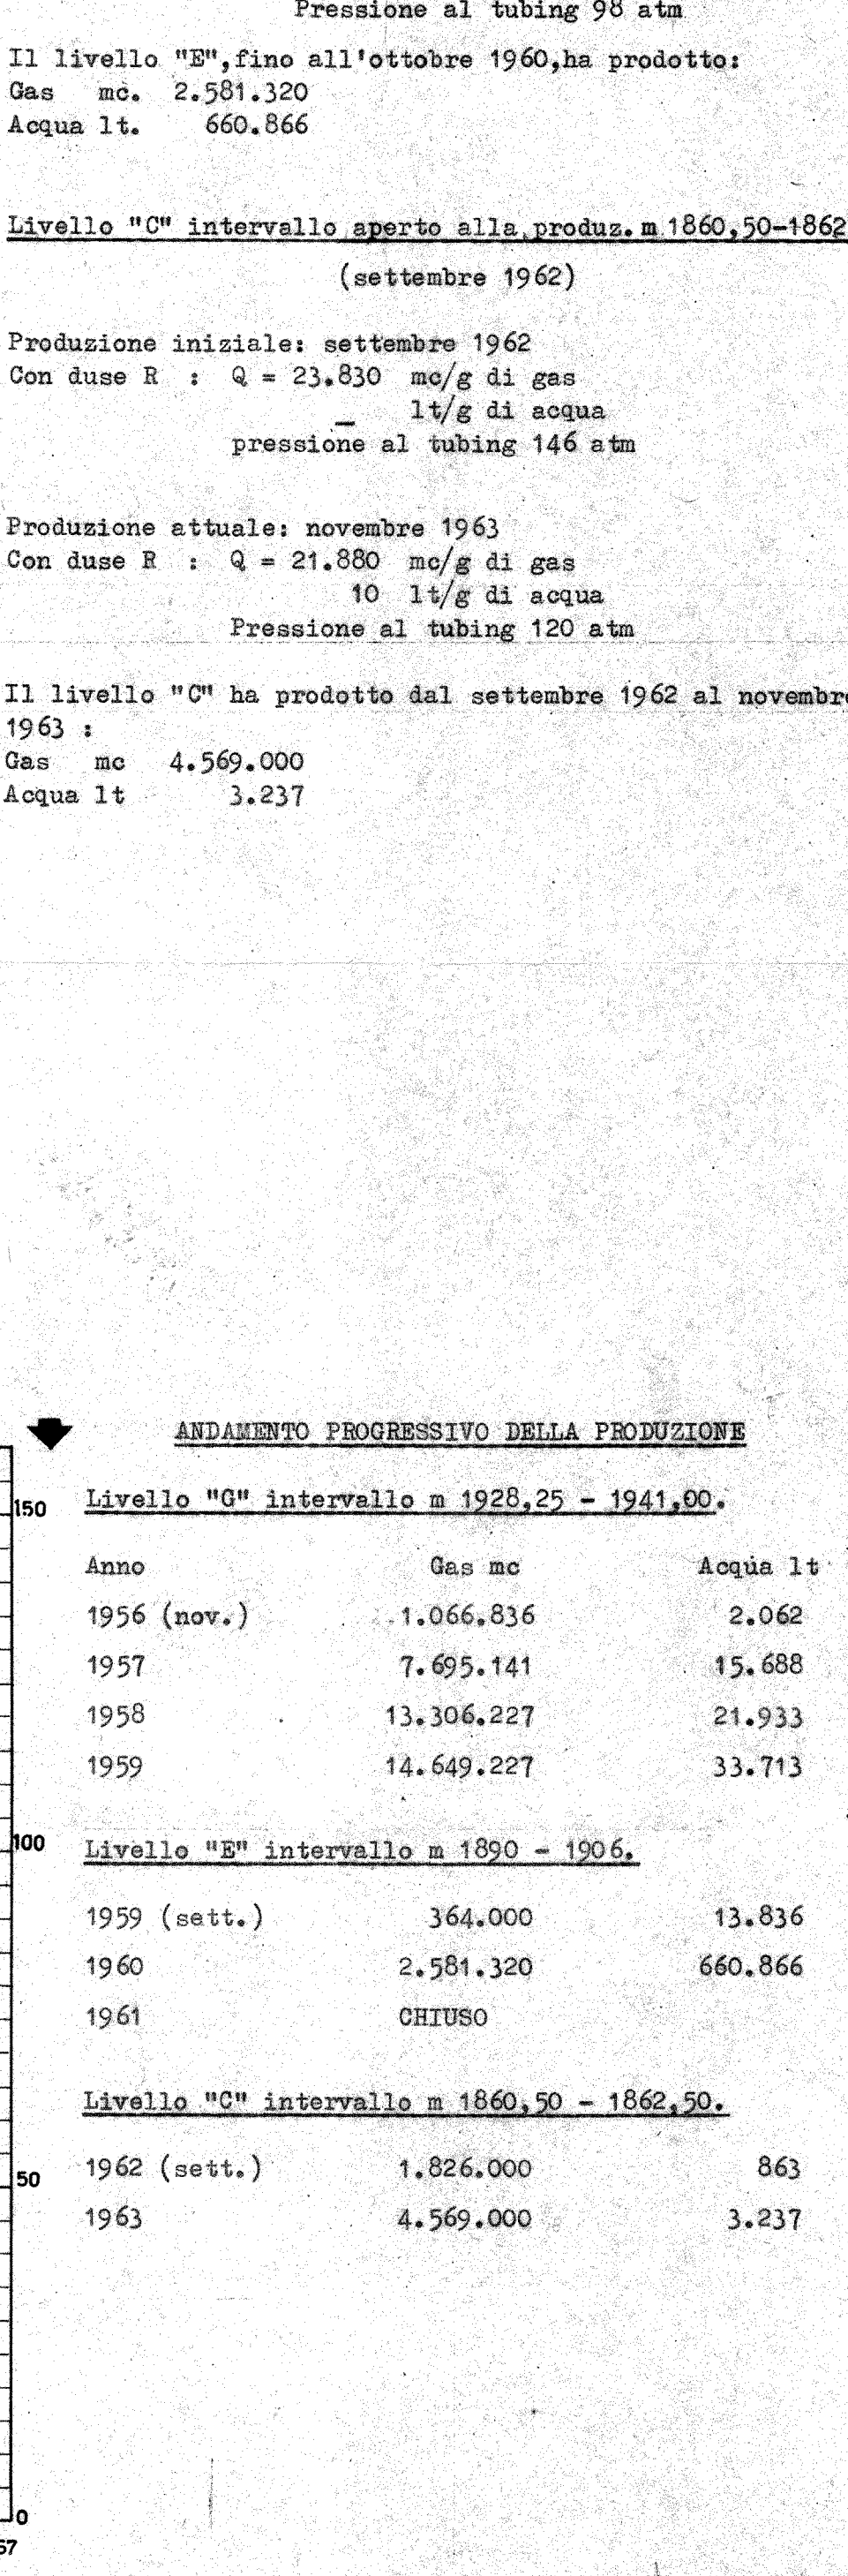 Pressione al tubing 98 atm
Il livello "E",fino all'ottobre 1960,ha prodotto:
Gas mc. 2.581.320
Acqua lt. 660.866
Livello "C" intervallo aperto alla produz. m 1860,50-1862
(settembre 1962)
Produzione iniziale: settembre 1962
Con duse R : Q = 23.830 mc/g di gas
_ lt/g di acqua
pressione al tubing 146 atm
Produzione attuale: novembre 1963
Con duse R : Q = 21.880 mc/g di gas
10 lt/g di acqua
Pressione al tubing 120 atm
Il livello "C" ha prodotto dal settembre 1962 al novembre
1963 :
Gas mc 4.569.000
Acqua lt 3.237
ANDAMENTO PROGRESSIVO DELLA PRODUZIONE
150
Livello "G" intervallo m 1928,25 - 1941,00.
Anno Gas mc Acqua lt
1956 (nov.) 1.066.836 2.062
1957 7.695.141 15.688
1958 13.306.227 21.933
1959 14.649.227 33.713
100
Livello "E" intervallo m 1890 - 1906.
1959 (sett.) 364.000 13.836
1960 2.581.320 660.866
1961 CHIUSO
Livello "C" intervallo m 1860,50 - 1862,50.
50
1962 (sett.) 1.826.000 863
1963 4.569.000 3.237
0
57